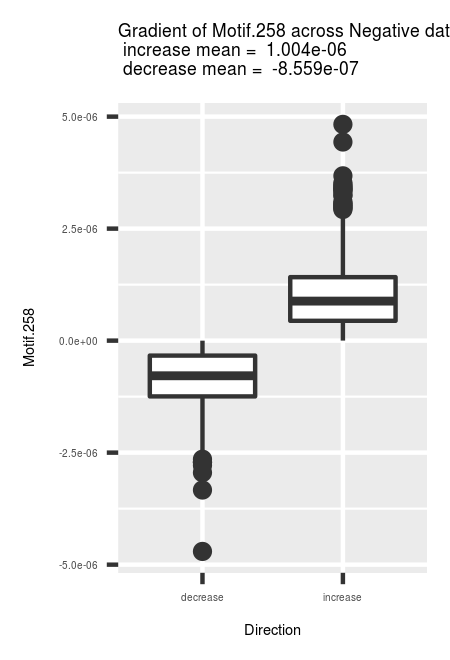 Gradient of Motif.258 across Negative dat
increase mean =  1.004e-06
decrease mean =  -8.559e-07
5.0e-06
2.5e-06
0.0e+00
-2.5e-06
-5.0e-06
Motif.258
decrease
increase
Direction